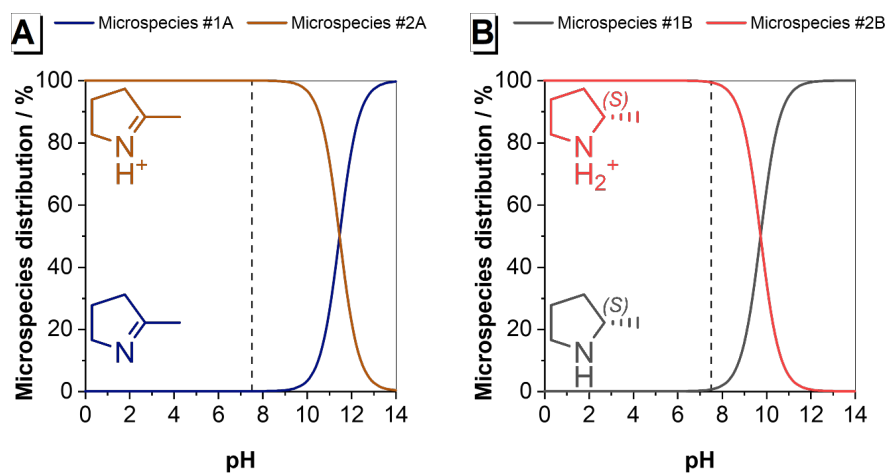 A
Microspecies #1A
Microspecies #2A
Microspecies distribution / %
100
80
60
40
20
0
N
H+
N
0
2
4
6
8
10
12
14
pH
B
Microspecies #1B
Microspecies #2B
Microspecies distribution / %
100
80
60
40
20
0
(S)
N
H2+
(S)
N
H
0
2
4
6
8
10
12
14
pH